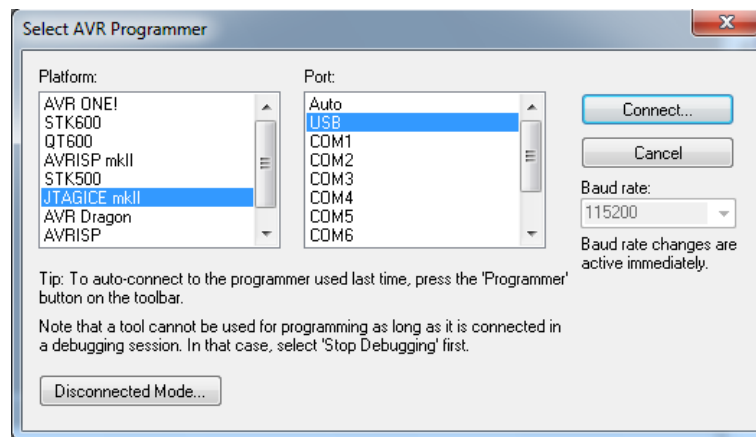 Select AVR Programmer
Platform:
AVR ONE!
STK600
QT600
AVRISP mkII
STK500
JTAGICE mkII
AVR Dragon
AVRISP
Port:
Auto
USB
COM1
COM2
COM3
COM4
COM5
COM6
Connect...
Cancel
Baud rate:
115200
Baud rate changes are
active immediately.
Tip: To auto-connect to the programmer used last time, press the 'Programmer'
button on the toolbar.
Note that a tool cannot be used for programming as long as it is connected in
a debugging session. In that case, select 'Stop Debugging' first.
Disconnected Mode...